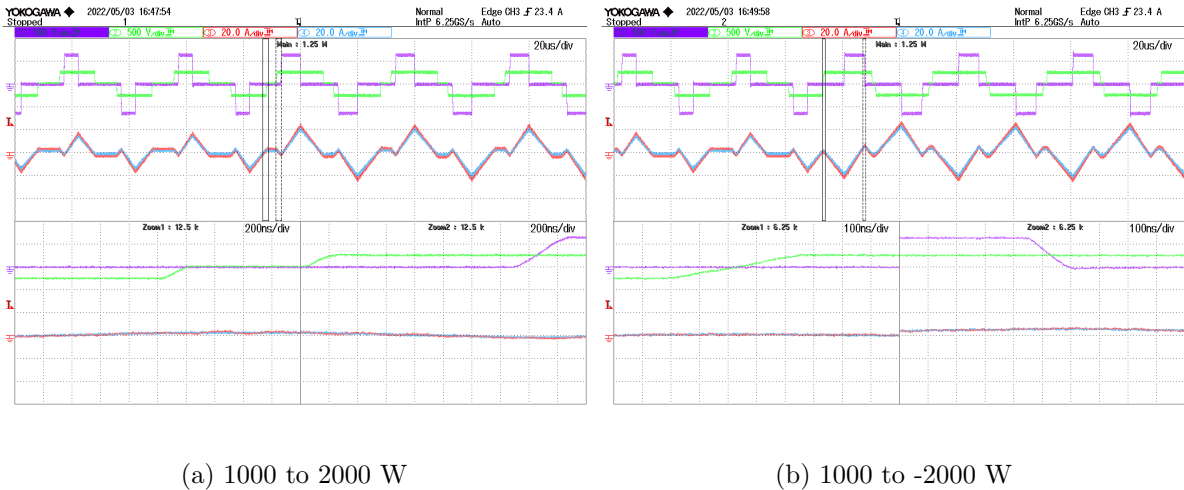 YOKOGAWA ◆ 2022/05/03 16:47:54 Normal Edge CH3 23.4 A
Stopped 1 IntP 6.25GS/s Auto
500 V/div 20.0 A/div 20.0 A/div
Main : 1.25 M 20us/div
Zoom1 : 12.5 k 200ns/div Zoom2 : 12.5 k 200ns/div
(a) 1000 to 2000 W
YOKOGAWA ◆ 2022/05/03 16:49:58 Normal Edge CH3 23.4 A
Stopped 2 IntP 6.25GS/s Auto
500 V/div 20.0 A/div 20.0 A/div
Main : 1.25 M 20us/div
Zoom1 : 6.25 k 100ns/div Zoom2 : 6.25 k 100ns/div
(b) 1000 to -2000 W